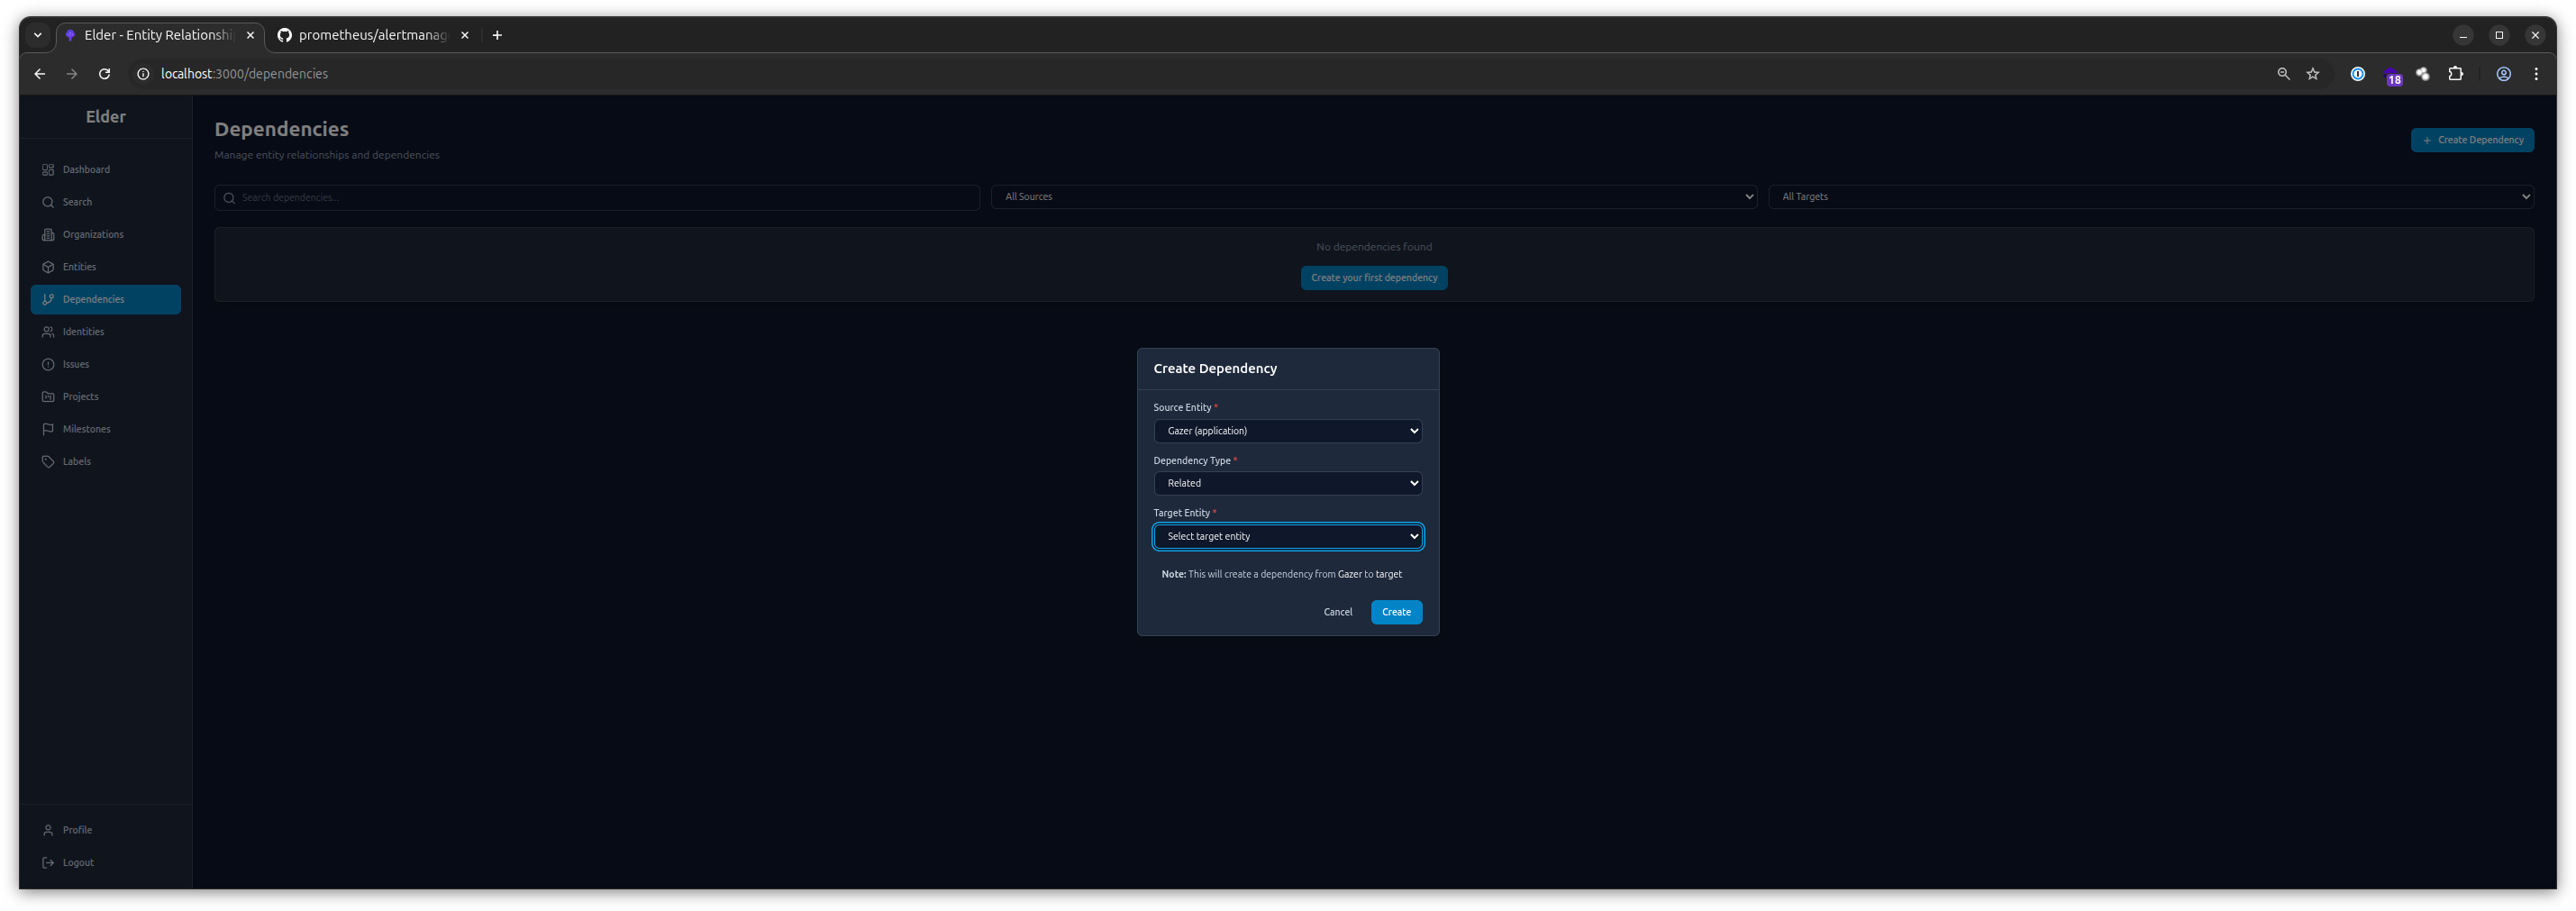 Elder - Entity Relationshi
prometheus/alertmanag
localhost:3000/dependencies
18
Elder
Dashboard
Search
Organizations
Entities
Dependencies
Identities
Issues
Projects
Milestones
Labels
Profile
Logout
Dependencies
Manage entity relationships and dependencies
+ Create Dependency
Search dependencies...
All Sources
All Targets
No dependencies found
Create your first dependency
Create Dependency
Source Entity *
Gazer (application)
Dependency Type *
Related
Target Entity *
Select target entity
Note: This will create a dependency from Gazer to target
Cancel
Create